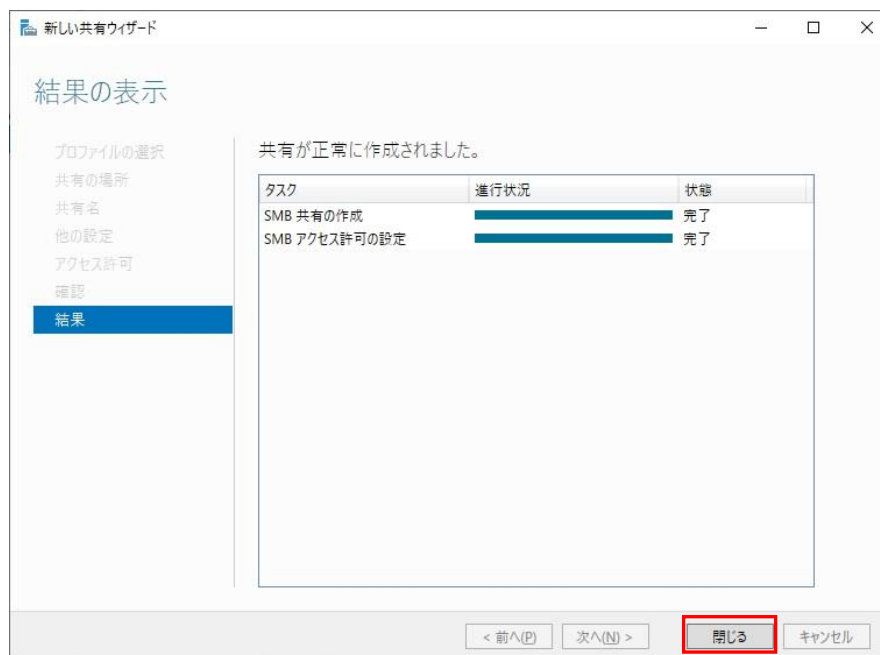 新しい共有ウィザード
結果の表示
プロファイルの選択
共有の場所
共有名
他の設定
アクセス許可
確認
結果
共有が正常に作成されました。
タスク 進行状況 状態
SMB 共有の作成 完了
SMB アクセス許可の設定 完了
< 前へ(P) 次へ(N) > 閉じる キャンセル